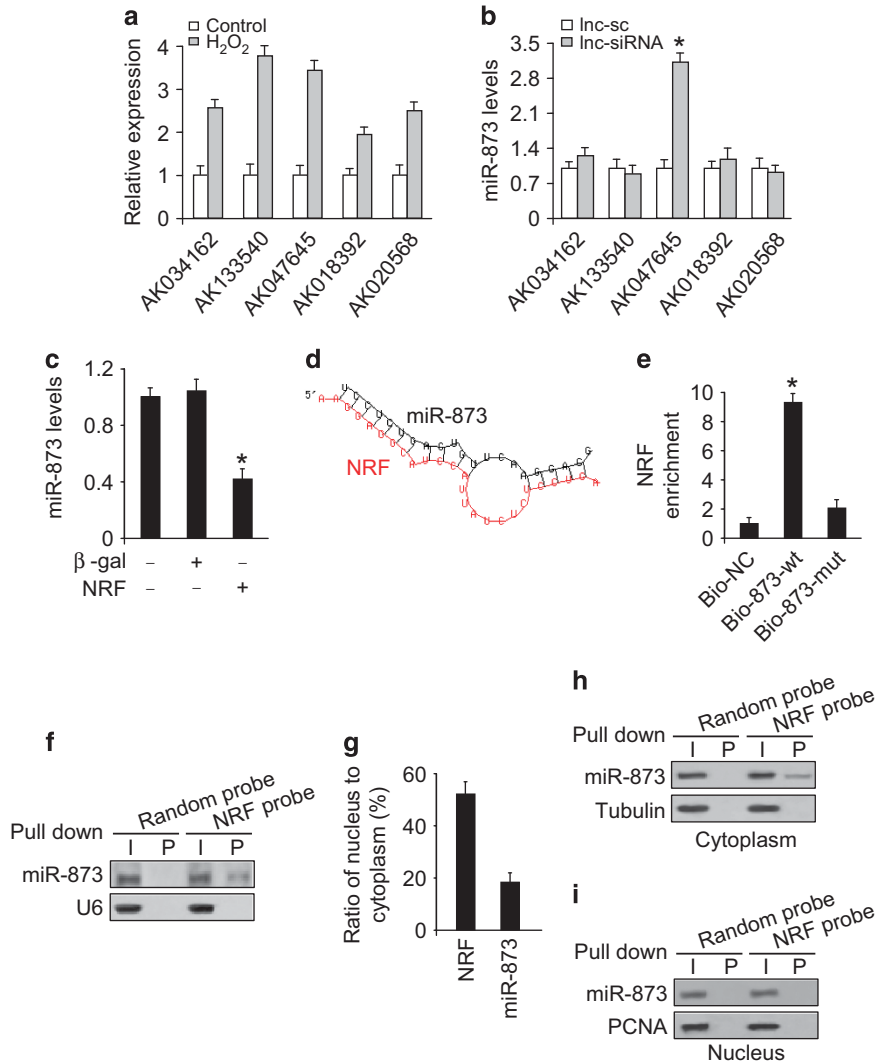 a
Control
H2O2
Relative expression
4
3
2
1
0
AK034162
AK133540
AK047645
AK018392
AK020568
b
lnc-sc
lnc-siRNA
miR-873 levels
3.5
2.8
2.1
1.4
0.7
0
*
AK034162
AK133540
AK047645
AK018392
AK020568
c
miR-873 levels
1.2
0.8
0.4
0
*
β-gal – + –
NRF – – +
d
5′
miR-873
NRF
e
NRF enrichment
10
8
6
4
2
0
*
Bio-NC
Bio-873-wt
Bio-873-mut
f
Random probe
NRF probe
Pull down
I P I P
miR-873
U6
g
Ratio of nucleus to
cytoplasm (%)
60
40
20
0
NRF
miR-873
h
Random probe
NRF probe
Pull down
I P I P
miR-873
Tubulin
Cytoplasm
i
Random probe
NRF probe
Pull down
I P I P
miR-873
PCNA
Nucleus